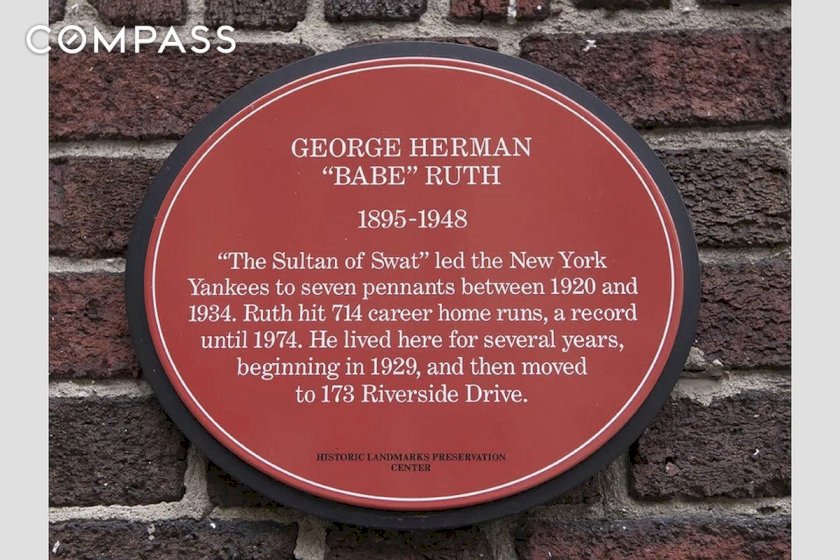 COMPASS
GEORGE HERMAN
“BABE” RUTH
1895-1948
“The Sultan of Swat” led the New York
Yankees to seven pennants between 1920 and
1934. Ruth hit 714 career home runs, a record
until 1974. He lived here for several years,
beginning in 1929, and then moved
to 173 Riverside Drive.
HISTORIC LANDMARKS PRESERVATION
CENTER